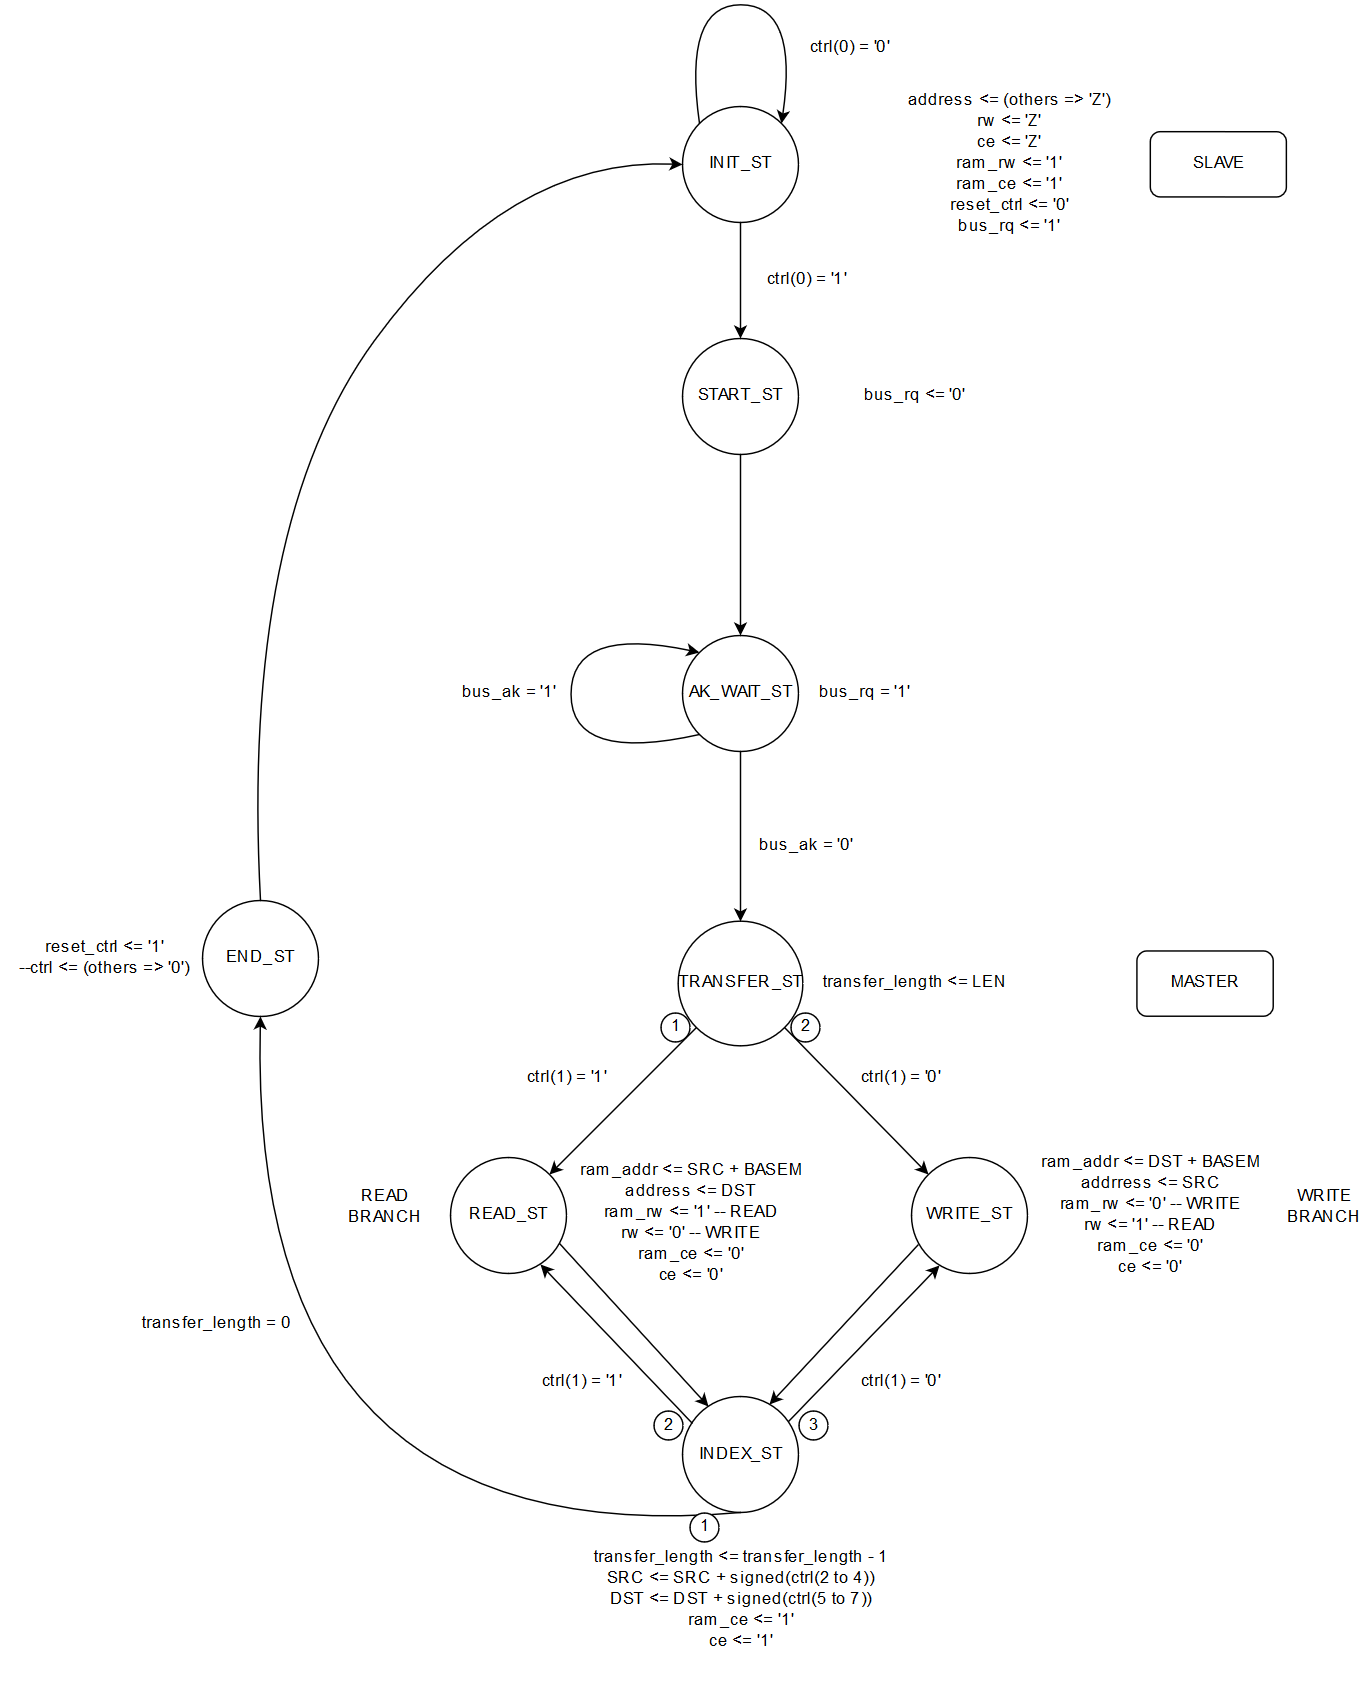 ctrl(0) = '0'
address <= (others => 'Z')
rw <= 'Z'
ce <= 'Z'
ram_rw <= '1'
ram_ce <= '1'
reset_ctrl <= '0'
bus_rq <= '1'
INIT_ST
SLAVE
ctrl(0) = '1'
START_ST
bus_rq <= '0'
bus_ak = '1'
AK_WAIT_ST
bus_rq = '1'
bus_ak = '0'
reset_ctrl <= '1'
--ctrl <= (others => '0')
END_ST
TRANSFER_ST
transfer_length <= LEN
MASTER
1
2
ctrl(1) = '1'
ctrl(1) = '0'
READ
BRANCH
READ_ST
ram_addr <= SRC + BASEM
address <= DST
ram_rw <= '1' -- READ
rw <= '0' -- WRITE
ram_ce <= '0'
ce <= '0'
WRITE_ST
ram_addr <= DST + BASEM
addrress <= SRC
ram_rw <= '0' -- WRITE
rw <= '1' -- READ
ram_ce <= '0'
ce <= '0'
WRITE
BRANCH
transfer_length = 0
ctrl(1) = '1'
ctrl(1) = '0'
2
3
INDEX_ST
1
transfer_length <= transfer_length - 1
SRC <= SRC + signed(ctrl(2 to 4))
DST <= DST + signed(ctrl(5 to 7))
ram_ce <= '1'
ce <= '1'